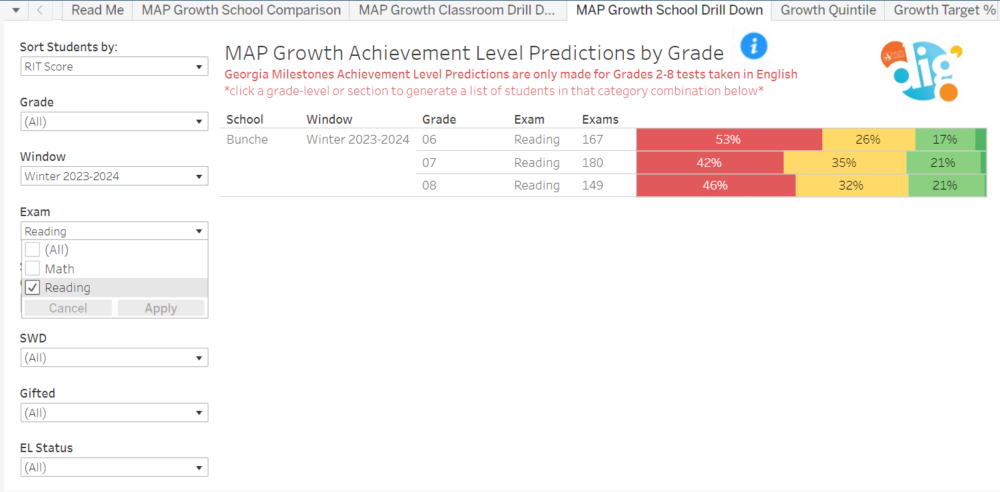 Read Me MAP Growth School Comparison MAP Growth Classroom Drill D... MAP Growth School Drill Down Growth Quintile Growth Target %
Sort Students by:
RIT Score
Grade
(All)
Window
Winter 2023-2024
Exam
Reading
(All)
Math
Reading
Cancel Apply
SWD
(All)
Gifted
(All)
EL Status
(All)
MAP Growth Achievement Level Predictions by Grade
i
Georgia Milestones Achievement Level Predictions are only made for Grades 2-8 tests taken in English
*click a grade-level or section to generate a list of students in that category combination below*
dig
School Window Grade Exam Exams
Bunche Winter 2023-2024 06 Reading 167 53% 26% 17%
07 Reading 180 42% 35% 21%
08 Reading 149 46% 32% 21%